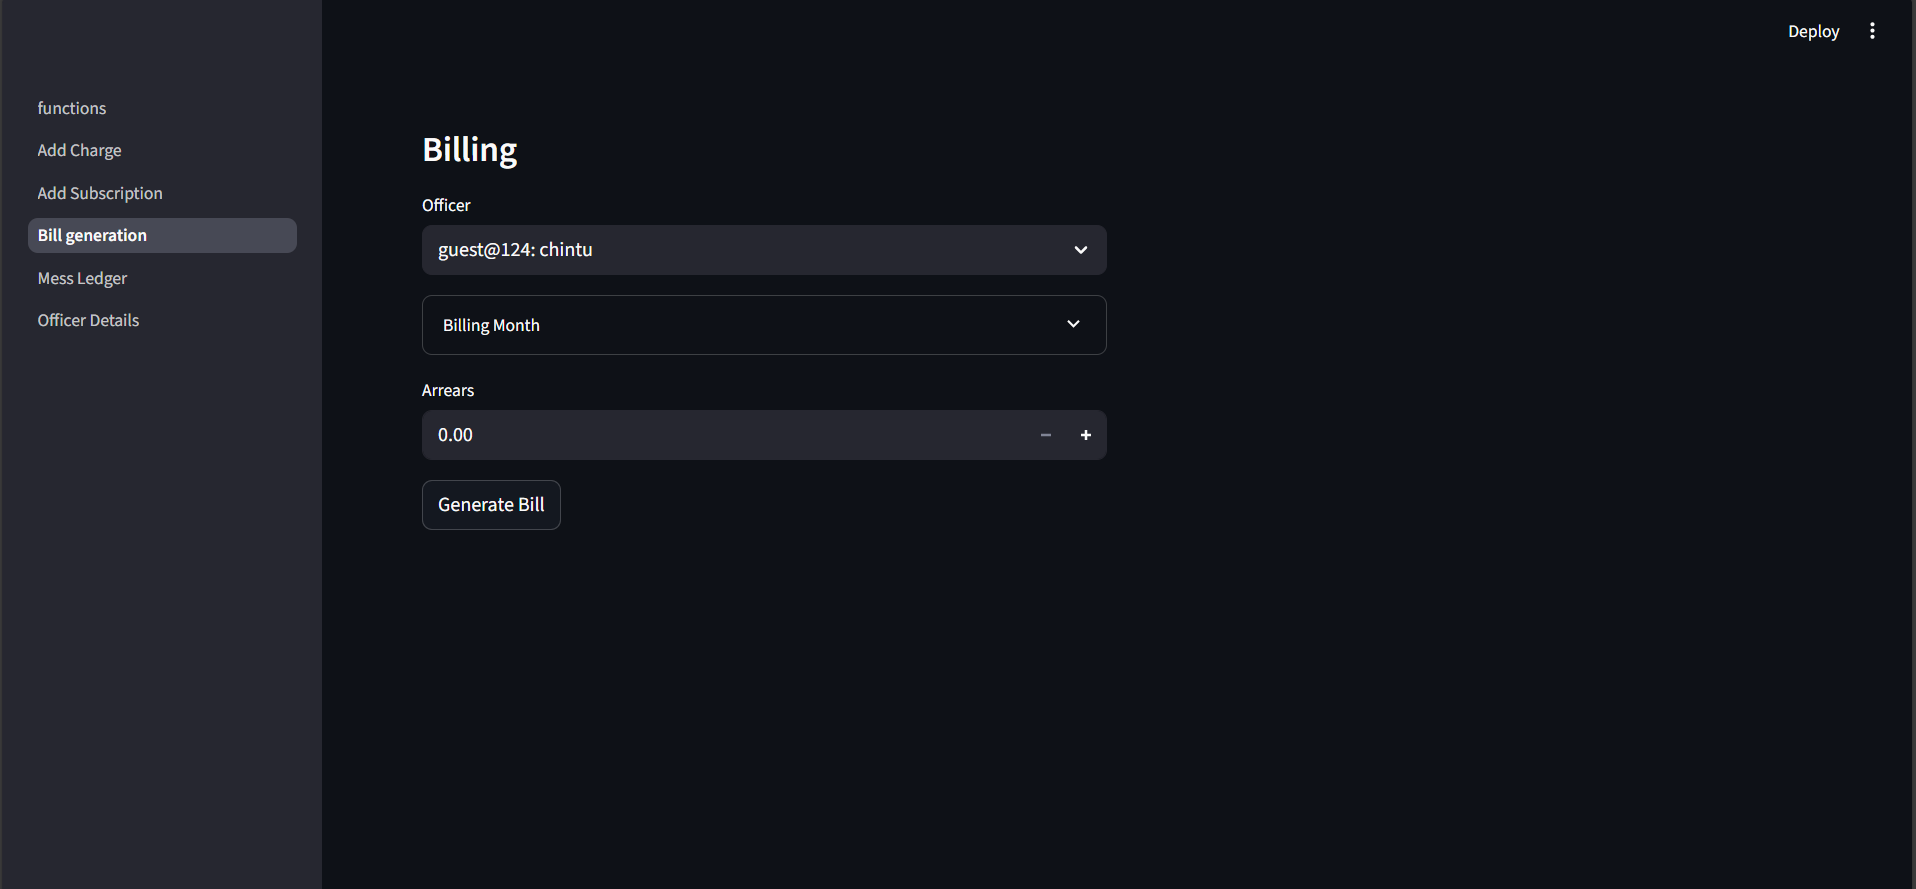 Deploy
functions
Add Charge
Add Subscription
Bill generation
Mess Ledger
Officer Details
Billing
Officer
guest@124: chintu
Billing Month
Arrears
0.00
Generate Bill